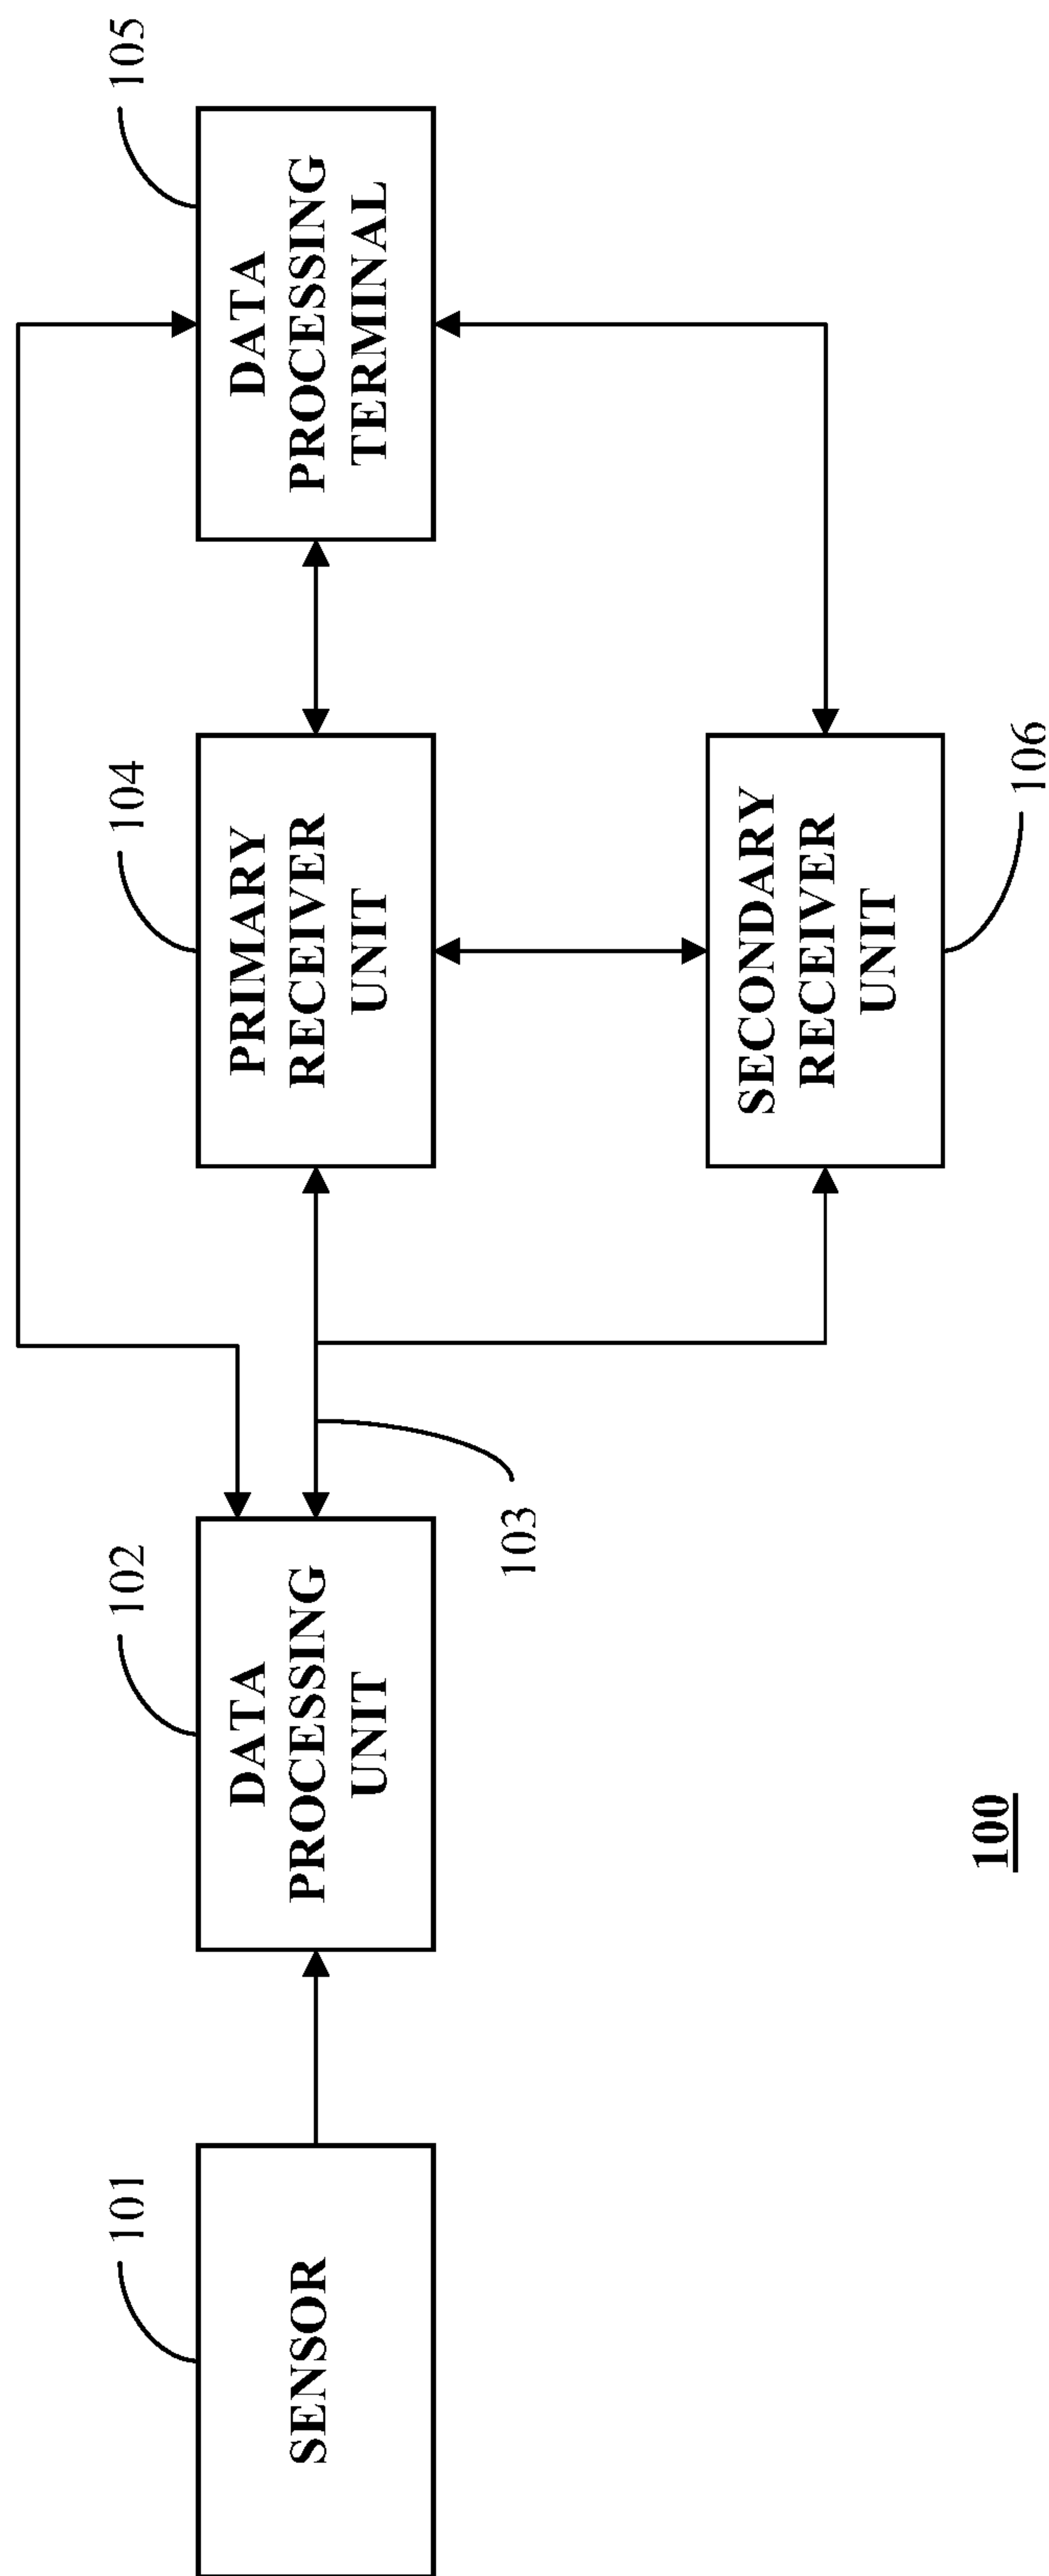 101
SENSOR
102
DATA
PROCESSING
UNIT
103
104
PRIMARY
RECEIVER
UNIT
105
DATA
PROCESSING
TERMINAL
SECONDARY
RECEIVER
UNIT
106
100